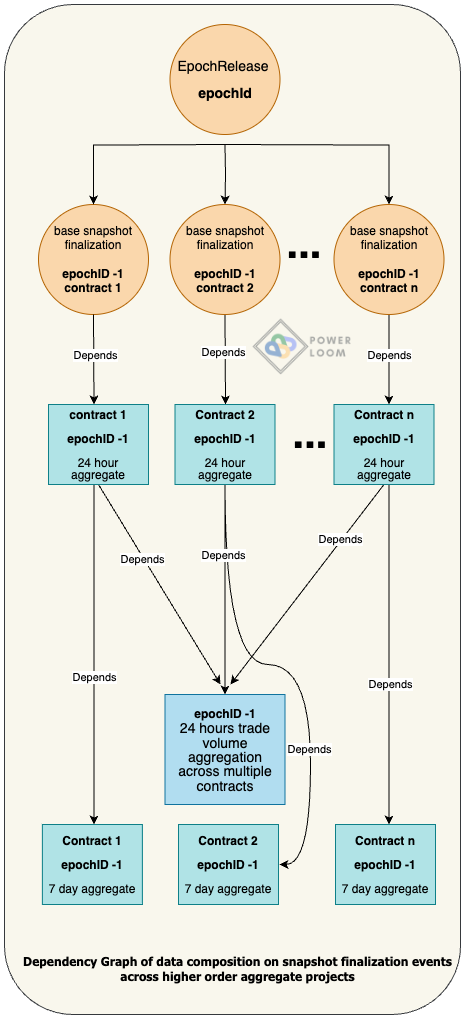 EpochRelease
epochId
base snapshot
finalization
epochID -1
contract 1
base snapshot
finalization
epochID -1
contract 2
...
base snapshot
finalization
epochID -1
contract n
POWER
LOOM
Depends
Depends
Depends
contract 1
epochID -1
24 hour
aggregate
Contract 2
epochID -1
24 hour
aggregate
...
Contract n
epochID -1
24 hour
aggregate
Depends
Depends
Depends
Depends
Depends
epochID -1
24 hours trade
volume
aggregation
across multiple
contracts
Depends
Contract 1
epochID -1
7 day aggregate
Contract 2
epochID -1
7 day aggregate
Contract n
epochID -1
7 day aggregate
Dependency Graph of data composition on snapshot finalization events
across higher order aggregate projects